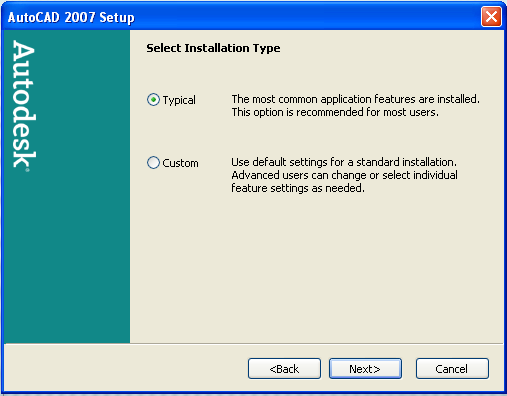 AutoCAD 2007 Setup
Autodesk
Select Installation Type
Typical
The most common application features are installed.
This option is recommended for most users.
Custom
Use default settings for a standard installation.
Advanced users can change or select individual
feature settings as needed.
<Back
Next>
Cancel